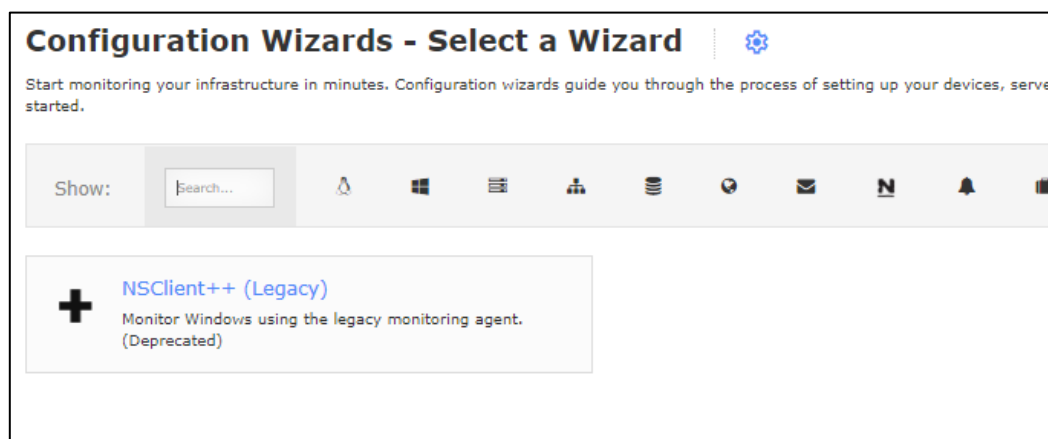 Configuration Wizards - Select a Wizard
Start monitoring your infrastructure in minutes. Configuration wizards guide you through the process of setting up your devices,
started.
Show:
Search...
N
NSClient++ (Legacy)
Monitor Windows using the legacy monitoring agent.
(Deprecated)